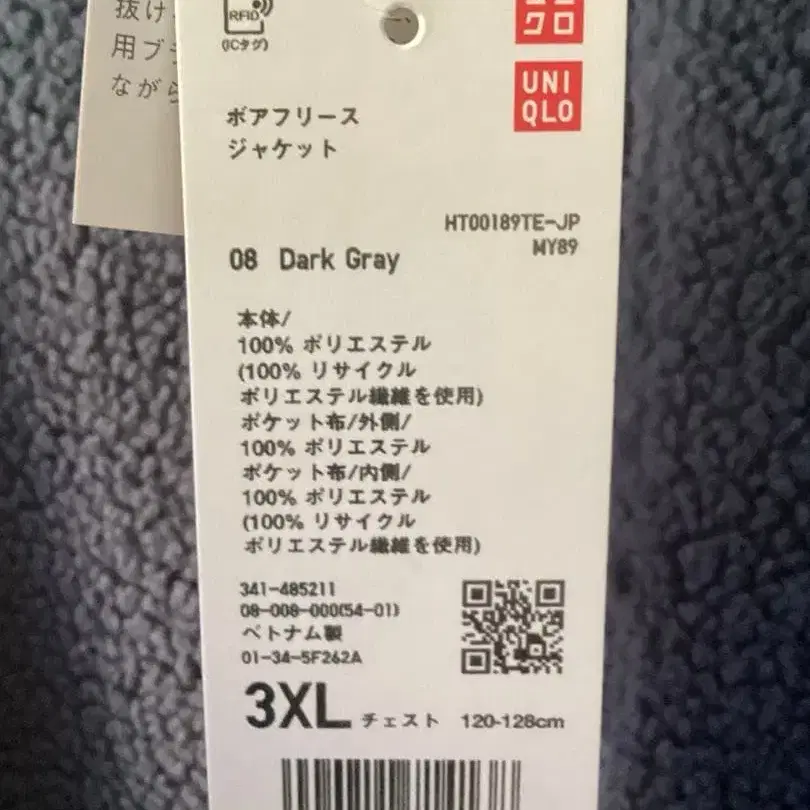 抜け
用ブ
ながら
RFID
(ICタグ)
クロ
UNI
QLO
ボアフリース
ジャケット
HT00189TE-JP
MY89
08 Dark Gray
本体/
100% ポリエステル
(100% リサイクル
ポリエステル繊維を使用)
ポケット布/外側/
100% ポリエステル
ポケット布/内側/
100% ポリエステル
(100% リサイクル
ポリエステル繊維を使用)
341-485211
08-008-000(54-01)
ベトナム製
01-34-5F262A
3XL チェスト 120-128cm